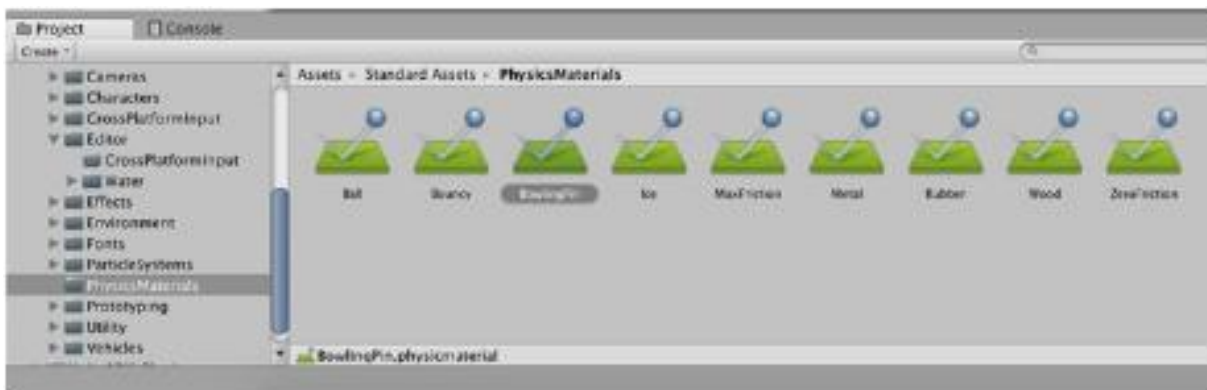 Project Console
Create
Assets Standard Assets PhysicsMaterials
Cameras
Characters
CrossPlatformInput
Editor
CrossPlatformInput
Water
Effects
Environment
Fonts
ParticleSystems
PhysicsMaterials
Prototyping
Utility
Vehicles
Ball Bouncy Ice MaxFriction Metal Rubber Wood ZeroFriction
BowlingPin.physicmaterial